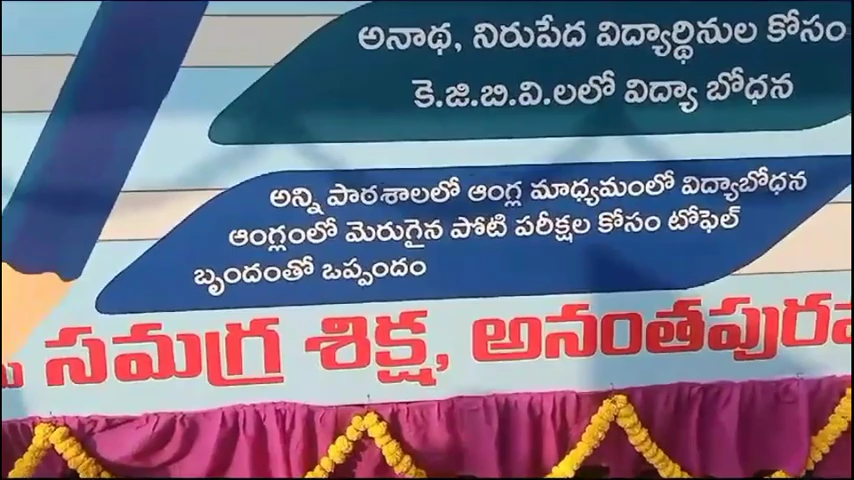 అనాథ, నిరుపేద విద్యార్థినుల కోసం
కె.జి.బి.వి.లలో విద్యా బోధన
అన్ని పాఠశాలలో ఆంగ్ల మాధ్యమంలో విద్యాబోధన
ఆంగ్లంలో మెరుగైన పోటి పరీక్షల కోసం టోఫెల్
బృందంతో ఒప్పందం
సమగ్ర శిక్ష, అనంతపుర